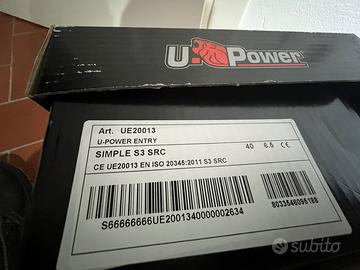 U-Power
Art. UE20013
U-POWER ENTRY
SIMPLE S3 SRC 40 6.5 CE
CE UE20013 EN ISO 20345:2011 S3 SRC
S66666666UE2001340000002634
8033546095188
subito